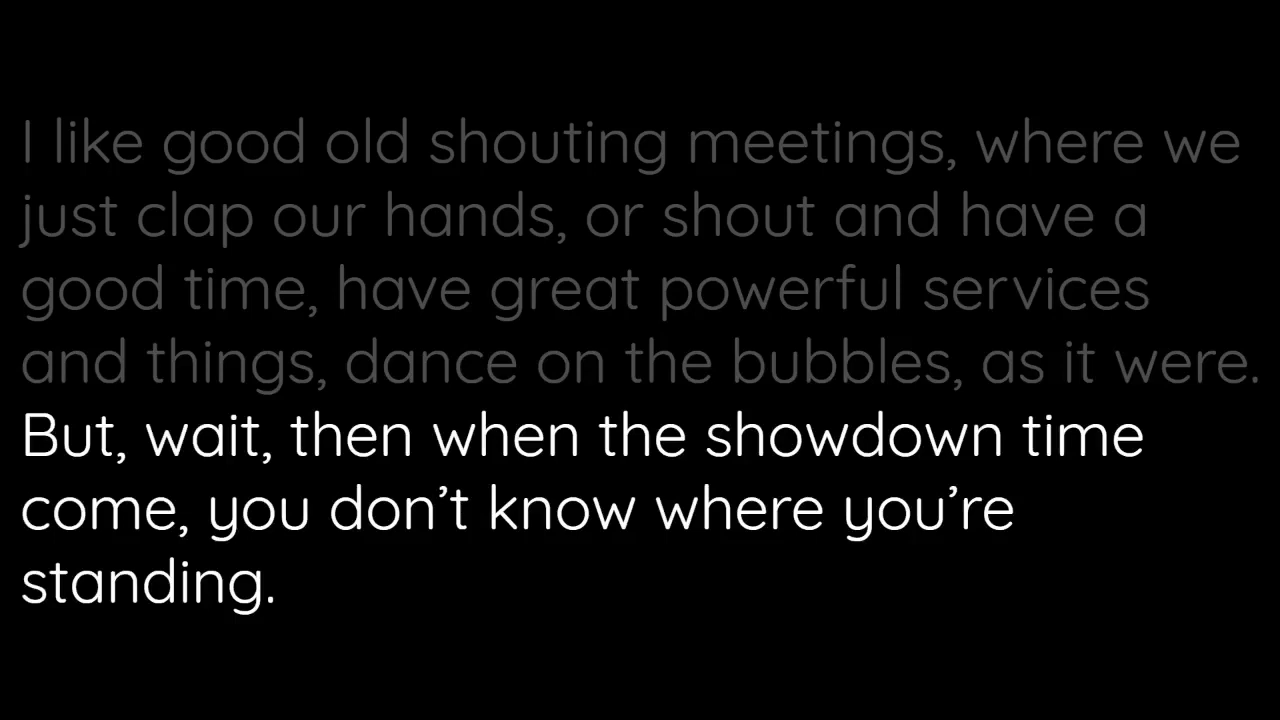 I like good old shouting meetings, where we
just clap our hands, or shout and have a
good time, have great powerful services
and things, dance on the bubbles, as it were.
But, wait, then when the showdown time
come, you don’t know where you’re
standing.